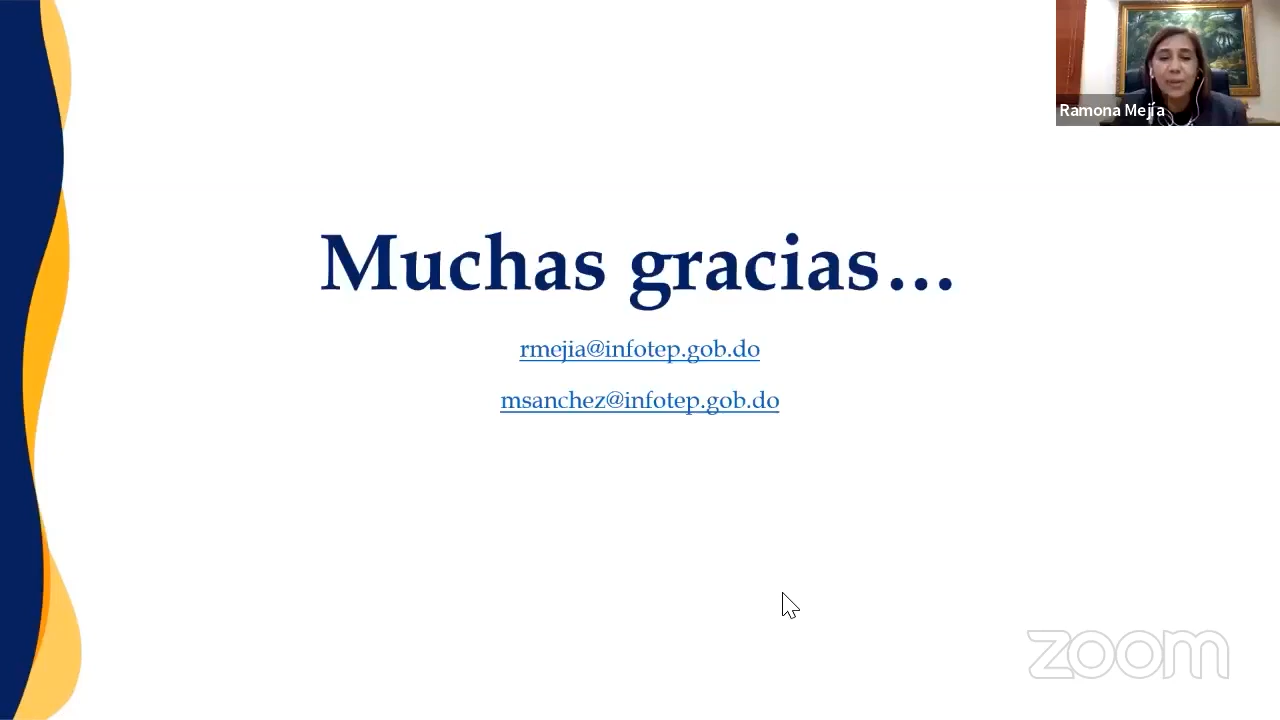 Ramona Mejía
Muchas gracias...
rmejia@infotep.gob.do
msanchez@infotep.gob.do
zoom